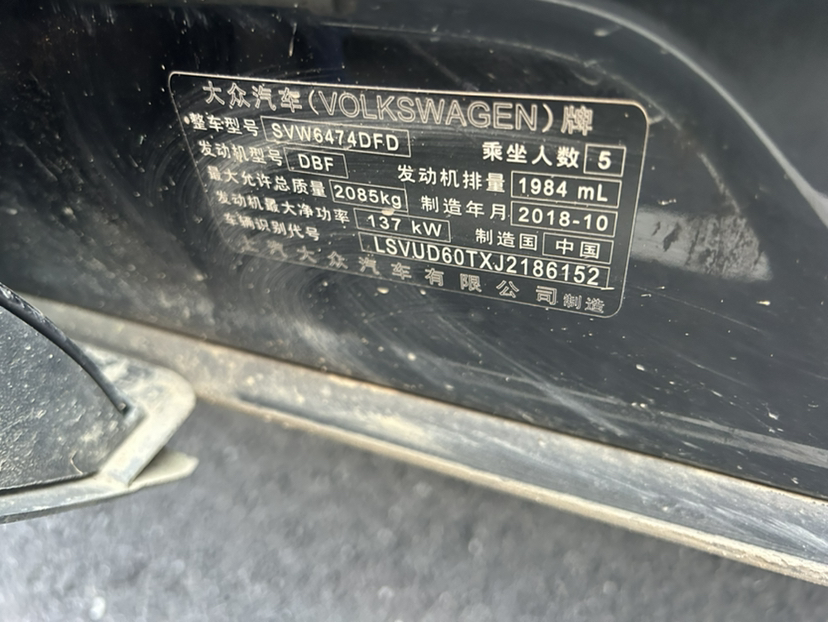 大众汽车(VOLKSWAGEN)牌
整车型号 SVW6474DFD 乘坐人数 5
发动机型号 DBF 发动机排量 1984 mL
最大允许总质量 2085kg 制造年月 2018-10
发动机最大净功率 137 kW 制造国 中国
车辆识别代号 LSVUD60TXJ2186152
上汽大众汽车有限公司制造